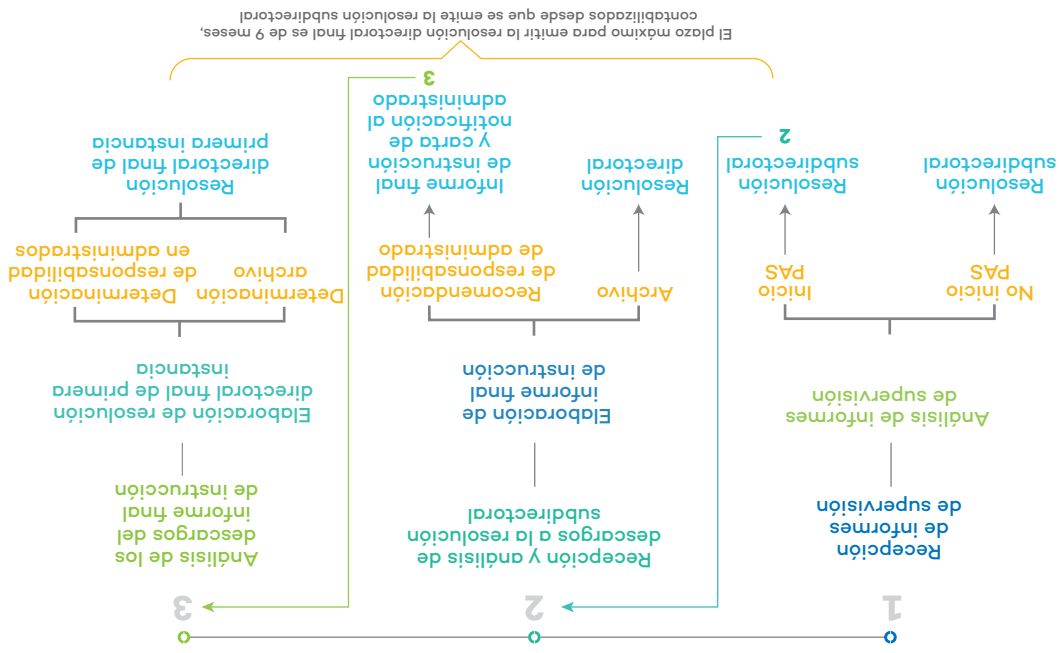 1
Recepción
de informes
de supervisión
Análisis de informes
de supervisión
No inicio
PAS
Inicio
PAS
Resolución
subdirectoral
Resolución
subdirectoral
2
2
Recepción y análisis de
descargos a la resolución
subdirectoral
Elaboración de
informe final
de instrucción
Archivo
Recomendación
de responsabilidad
de administrado
Resolución
directoral
Informe final
de instrucción
y carta de
notificación al
administrado
3
3
Análisis de los
descargos del
informe final
de instrucción
Elaboración de resolución
directoral final de primera
instancia
Determinación
archivo
Determinación
de responsabilidad
en administrados
Resolución
directoral final de
primera instancia
El plazo máximo para emitir la resolución directoral final es de 9 meses,
contabilizados desde que se emite la resolución subdirectoral